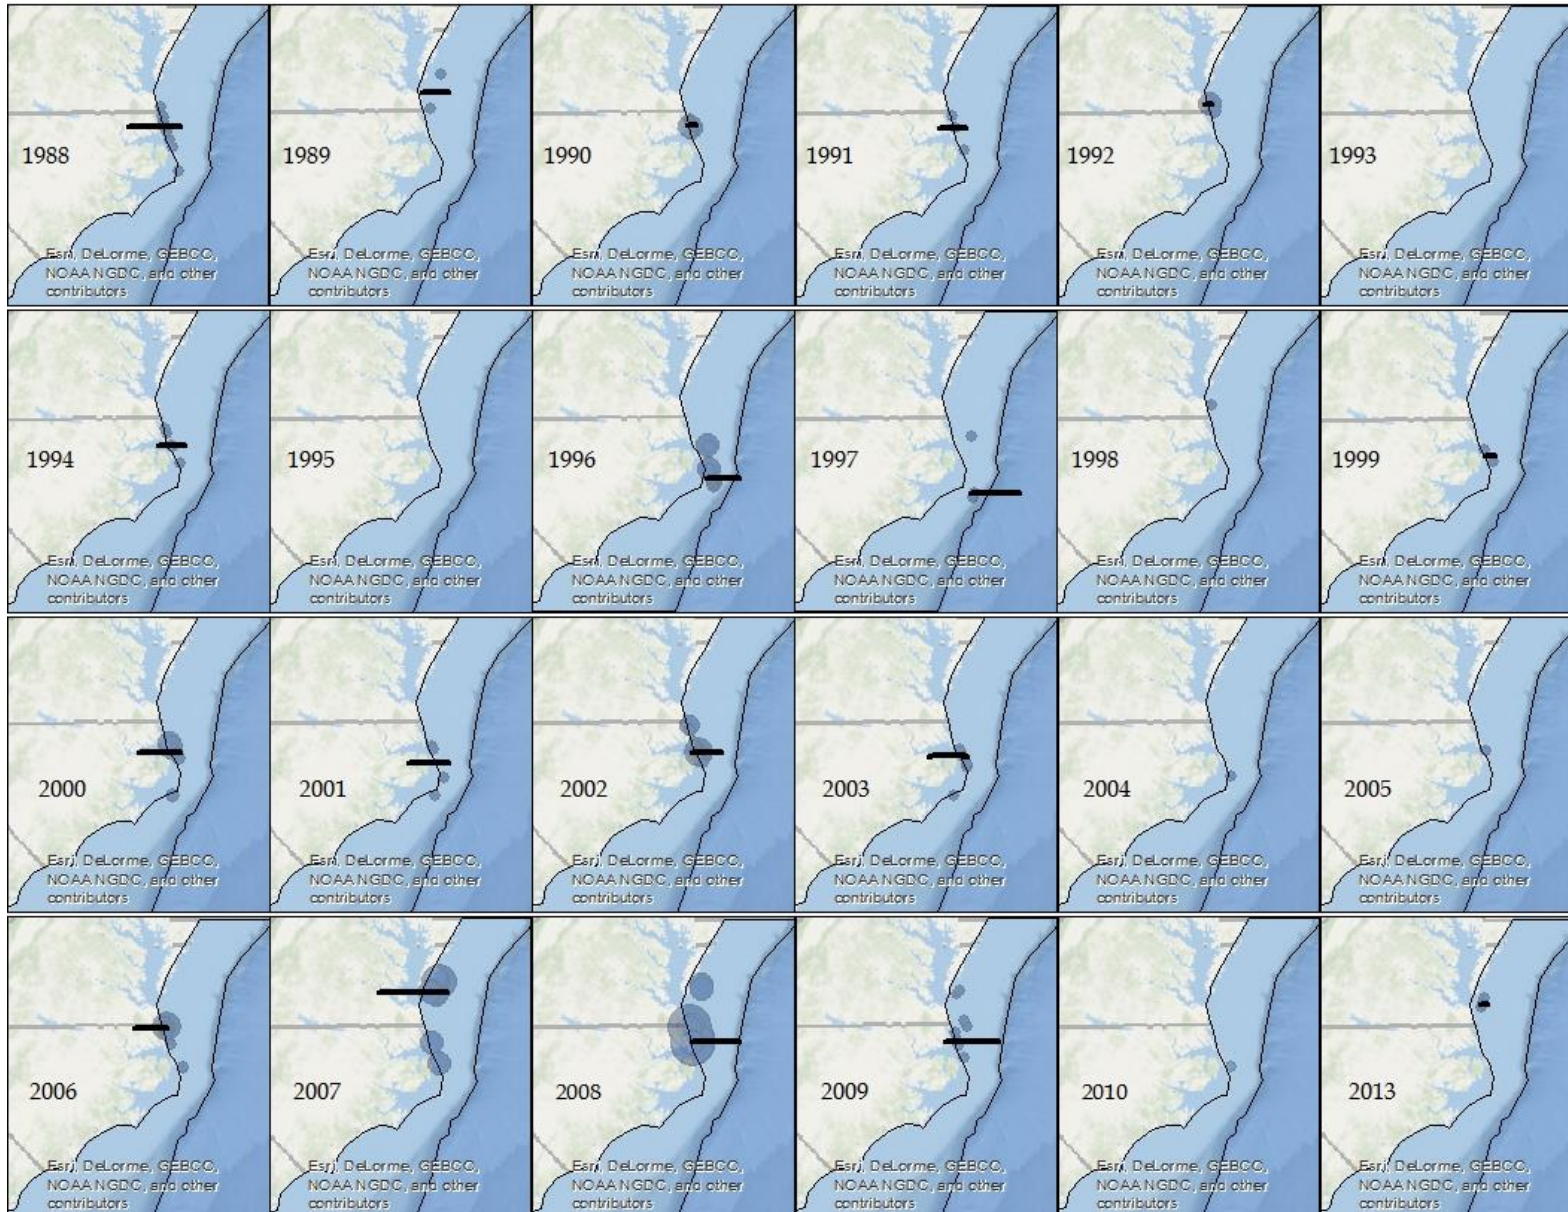 1988
Esri, DeLorme, GEBCO,
NOAA NGDC, and other
contributors
1989
Esri, DeLorme, GEBCO,
NOAA NGDC, and other
contributors
1990
Esri, DeLorme, GEBCO,
NOAA NGDC, and other
contributors
1991
Esri, DeLorme, GEBCO,
NOAA NGDC, and other
contributors
1992
Esri, DeLorme, GEBCO,
NOAA NGDC, and other
contributors
1993
Esri, DeLorme, GEBCO,
NOAA NGDC, and other
contributors
1994
Esri, DeLorme, GEBCO,
NOAA NGDC, and other
contributors
1995
Esri, DeLorme, GEBCO,
NOAA NGDC, and other
contributors
1996
Esri, DeLorme, GEBCO,
NOAA NGDC, and other
contributors
1997
Esri, DeLorme, GEBCO,
NOAA NGDC, and other
contributors
1998
Esri, DeLorme, GEBCO,
NOAA NGDC, and other
contributors
1999
Esri, DeLorme, GEBCO,
NOAA NGDC, and other
contributors
2000
Esri, DeLorme, GEBCO,
NOAA NGDC, and other
contributors
2001
Esri, DeLorme, GEBCO,
NOAA NGDC, and other
contributors
2002
Esri, DeLorme, GEBCO,
NOAA NGDC, and other
contributors
2003
Esri, DeLorme, GEBCO,
NOAA NGDC, and other
contributors
2004
Esri, DeLorme, GEBCO,
NOAA NGDC, and other
contributors
2005
Esri, DeLorme, GEBCO,
NOAA NGDC, and other
contributors
2006
Esri, DeLorme, GEBCO,
NOAA NGDC, and other
contributors
2007
Esri, DeLorme, GEBCO,
NOAA NGDC, and other
contributors
2008
Esri, DeLorme, GEBCO,
NOAA NGDC, and other
contributors
2009
Esri, DeLorme, GEBCO,
NOAA NGDC, and other
contributors
2010
Esri, DeLorme, GEBCO,
NOAA NGDC, and other
contributors
2013
Esri, DeLorme, GEBCO,
NOAA NGDC, and other
contributors